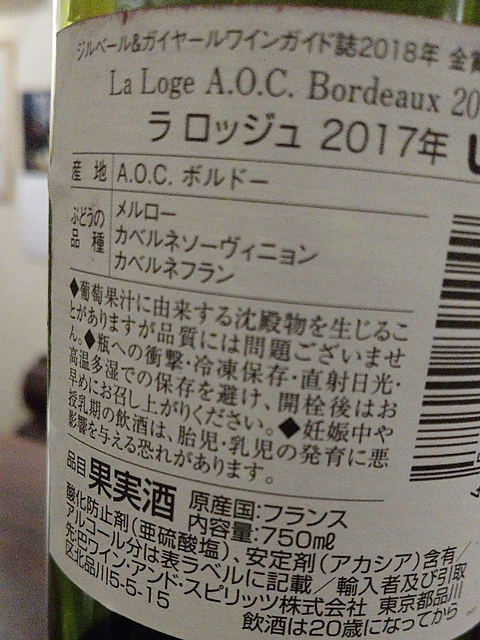 ジルベール&ガイヤールワインガイド誌2018年 金賞
La Loge A.O.C. Bordeaux 20
ラ ロッジュ 2017年
産地 A.O.C. ボルドー
ぶどうの品種 メルロー
カベルネソーヴィニョン
カベルネフラン
◆葡萄果汁に由来する沈殿物を生じるこ
とがありますが品質には問題ございませ
ん。◆瓶への衝撃・冷凍保存・直射日光・
高温多湿での保存を避け、開栓後はお
早めにお召し上がりください。◆妊娠中や
授乳期の飲酒は、胎児・乳児の発育に悪
影響を与える恐れがあります。
品目 果実酒 原産国:フランス
内容量:750㎖
酸化防止剤(亜硫酸塩)、安定剤(アカシア)含有/
アルコール分は表ラベルに記載/輸入者及び引取
先:巴ワイン・アンド・スピリッツ株式会社 東京都品川
区北品川5-5-15
飲酒は20歳になってから